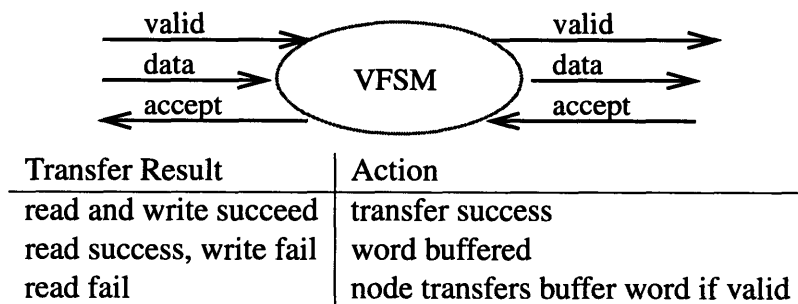 valid valid
data VFSM data
accept accept
Transfer Result Action
read and write succeed transfer success
read success, write fail word buffered
read fail node transfers buffer word if valid